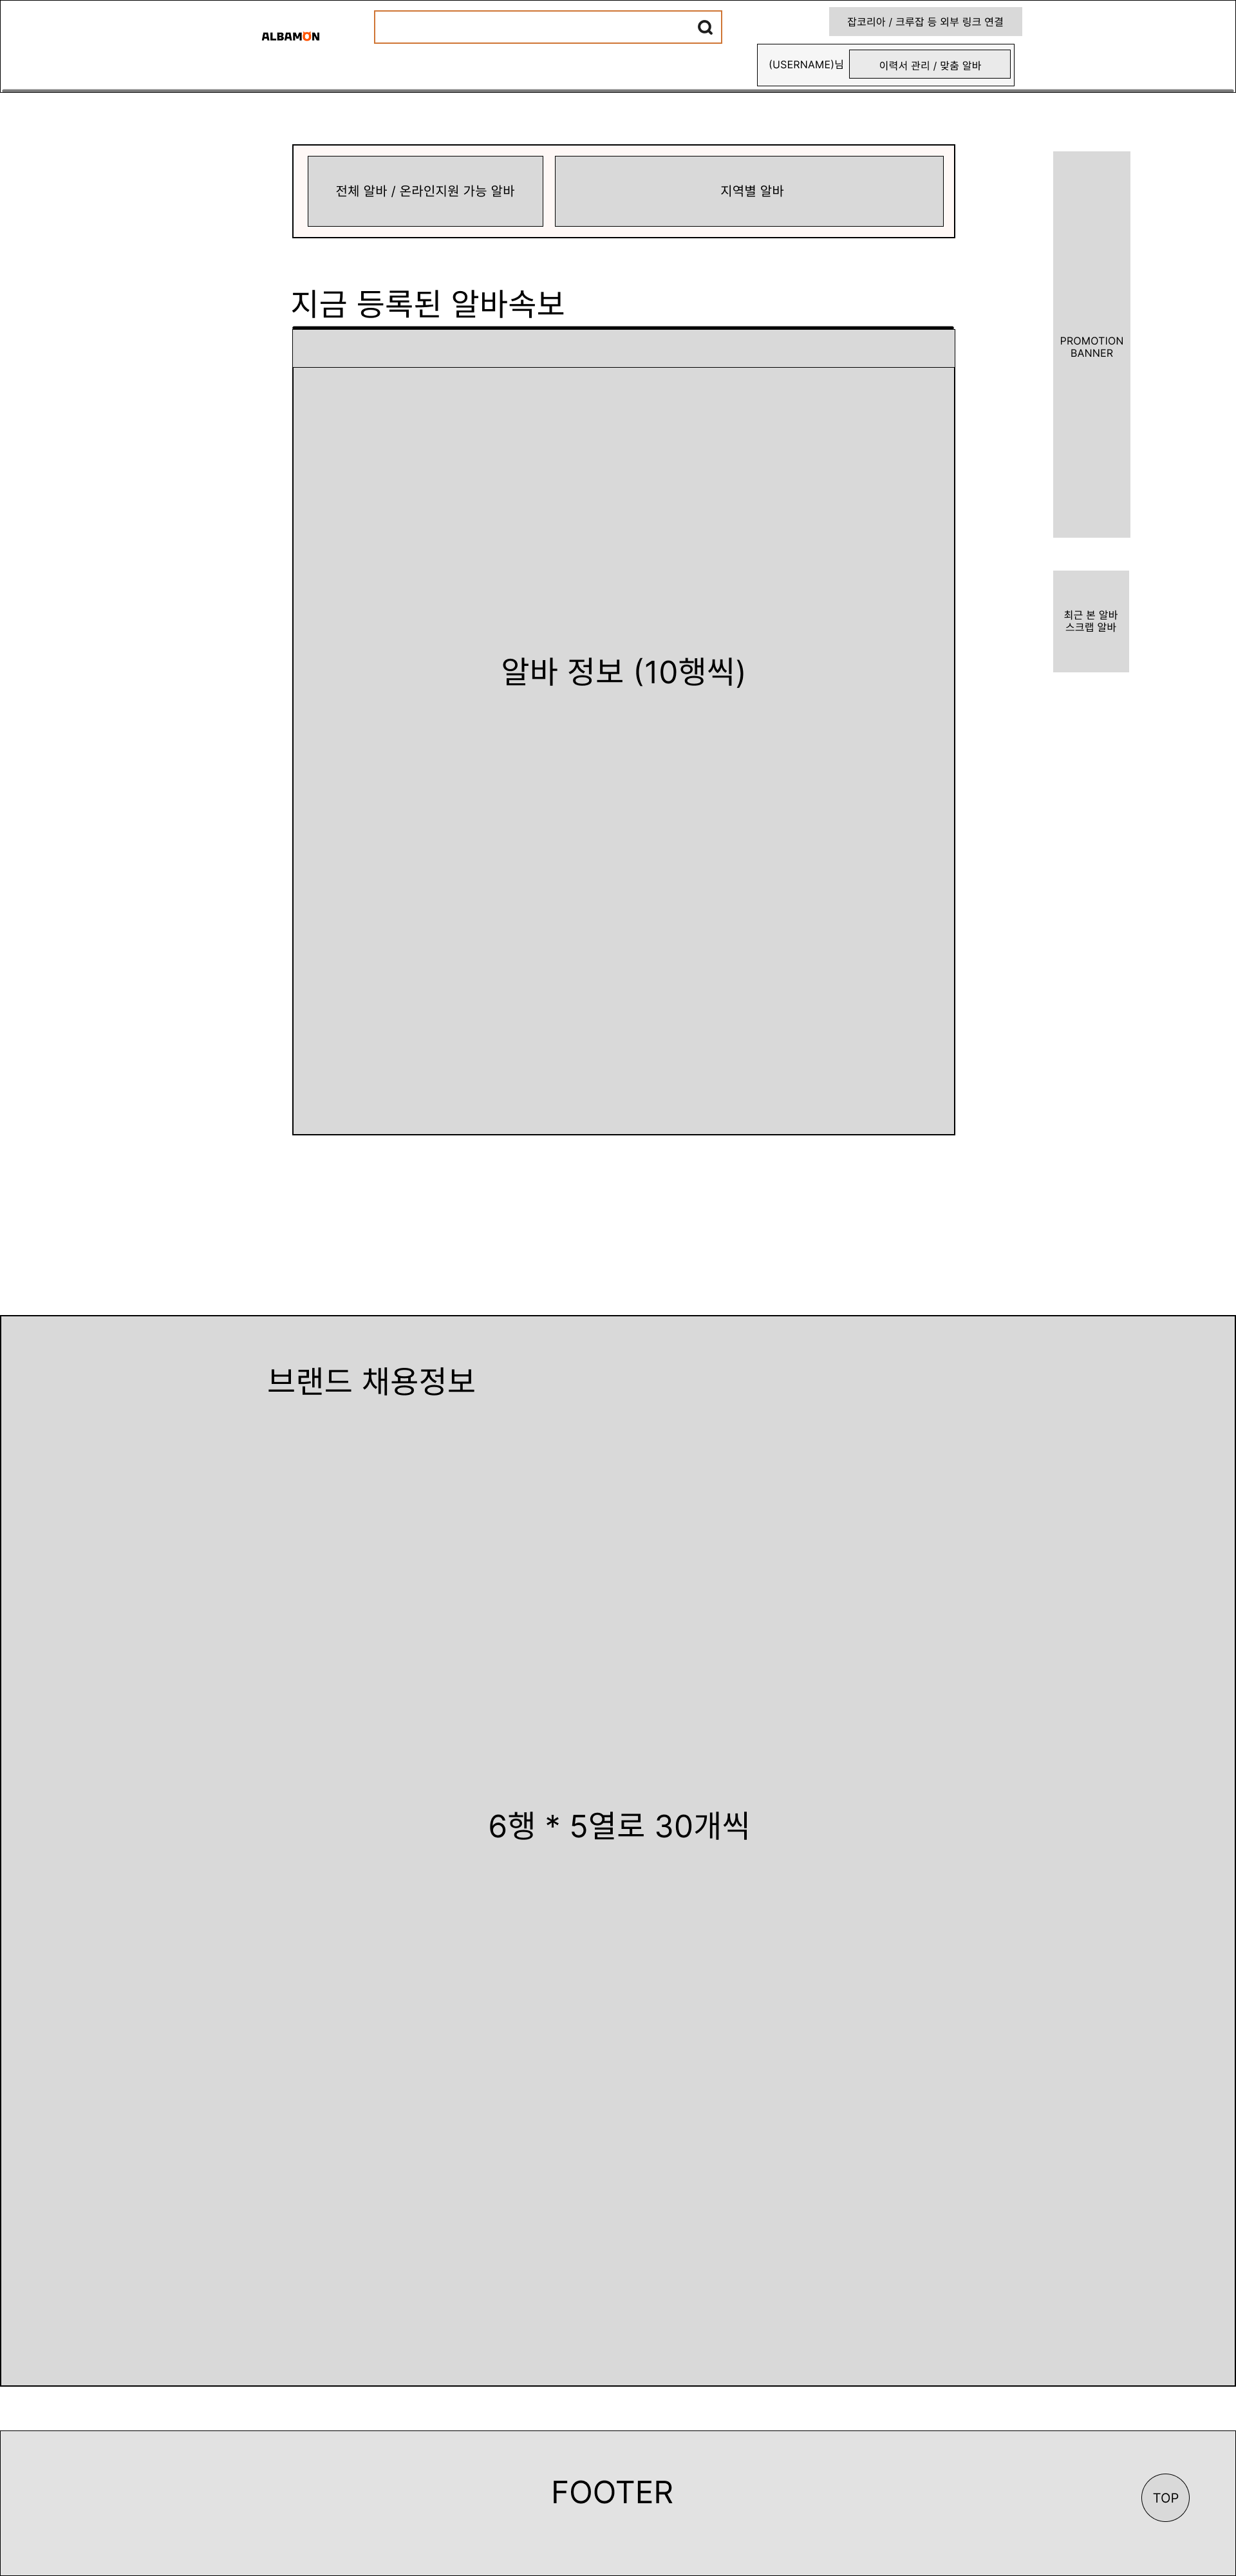 ALBAMON
잡코리아 / 크루잡 등 외부 링크 연결
(USERNAME)님
이력서 관리 / 맞춤 알바
전체 알바 / 온라인지원 가능 알바
지역별 알바
지금 등록된 알바속보
PROMOTION
BANNER
최근 본 알바
스크랩 알바
알바 정보 (10행씩)
브랜드 채용정보
6행 * 5열로 30개씩
FOOTER
TOP